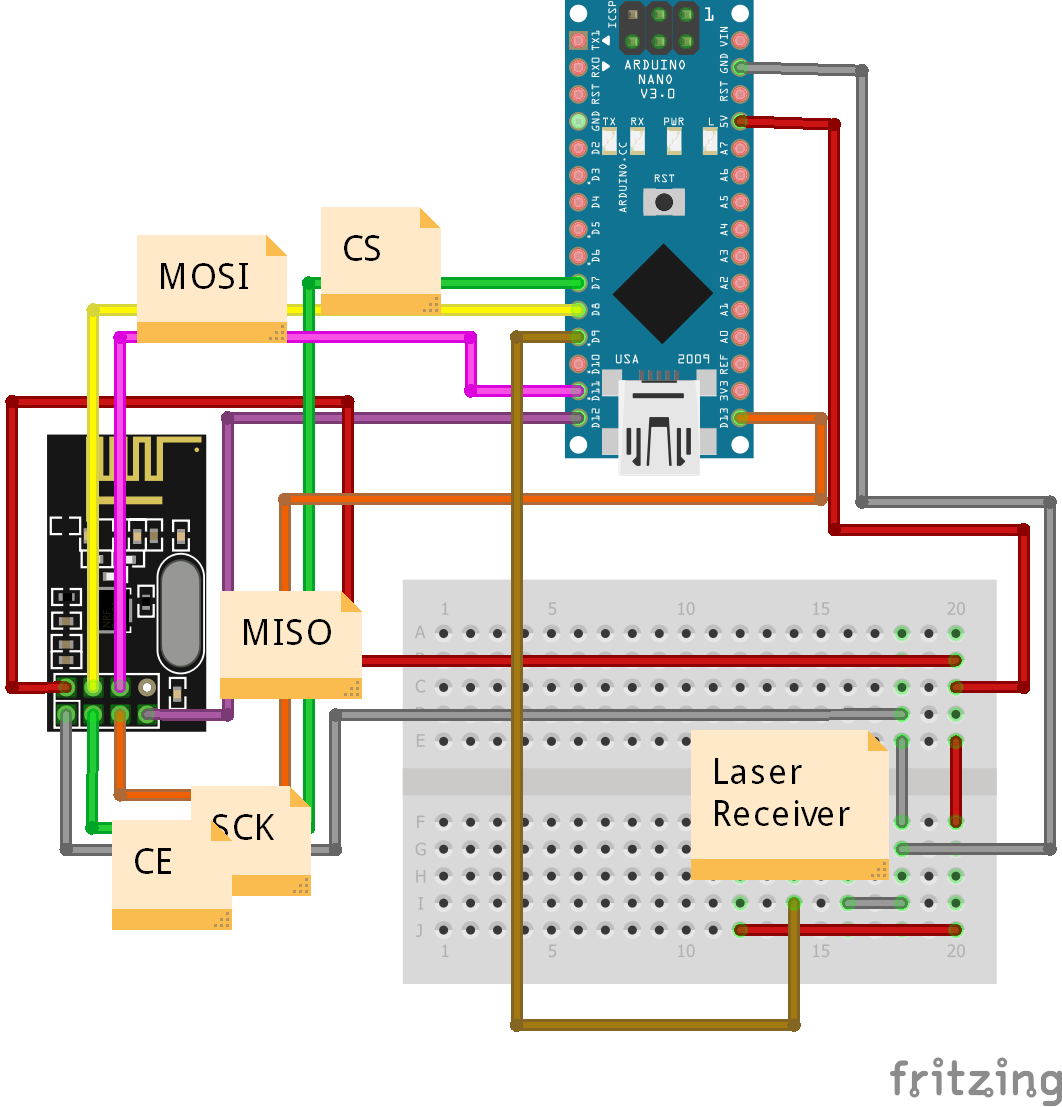 ICSP
1
TX1
VIN
RX0
GND
ARDUINO
NANO
V3.0
RST
RST
GND
TX
RX
PWR
L
5V
D2
A7
ARDUINO.CC
D3
A6
RST
D4
A5
D5
A4
D6
A3
D7
A2
D8
A1
D9
A0
D10
USA
2009
REF
D11
3V3
D12
D13
MOSI
CS
NRF
MISO
SCK
CE
1 5 10 15 20
A
C
E
F
G
H
I
J
1 5 10 15 20
Laser
Receiver
fritzing